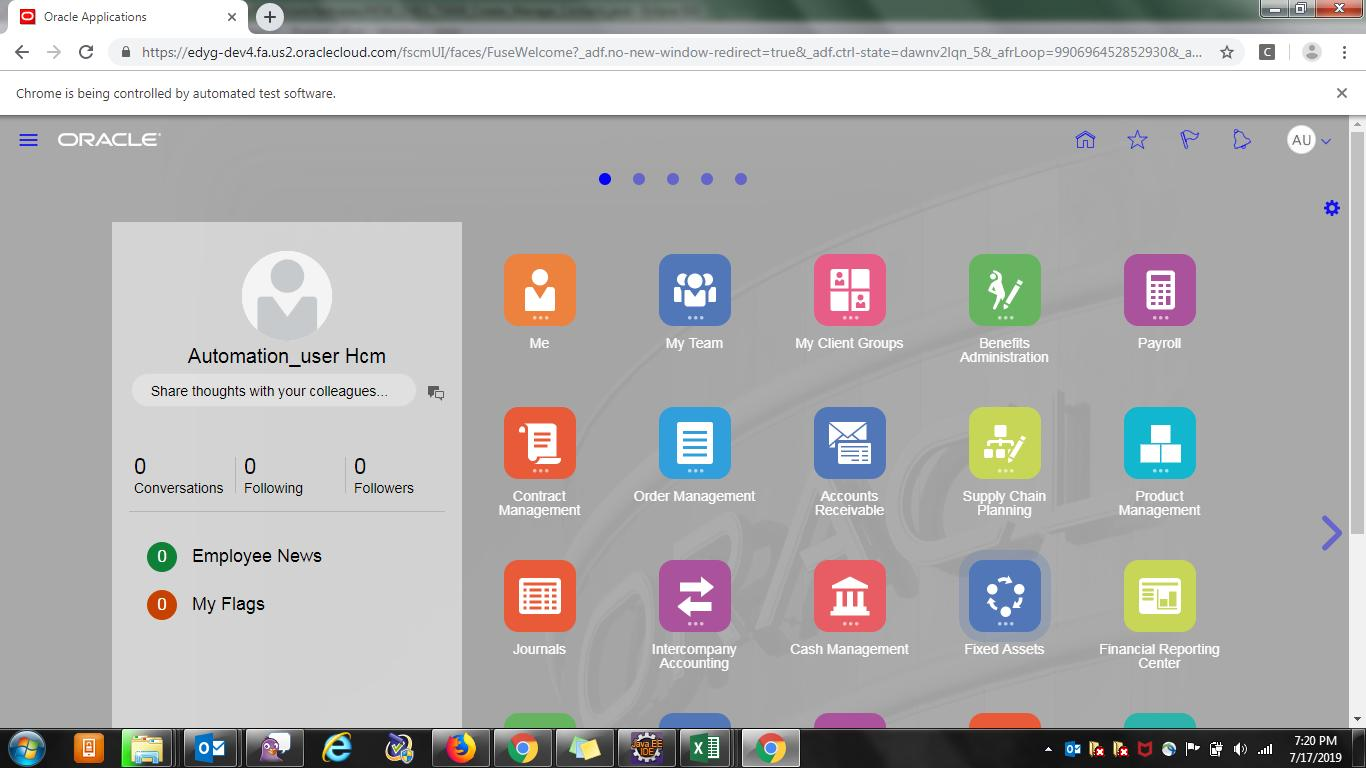 Oracle Applications
https://edyg-dev4.fa.us2.oraclecloud.com/fscmUI/faces/FuseWelcome?_adf.no-new-window-redirect=true&_adf.ctrl-state=dawnv2lqn_5&_afrLoop=990696452852930&_a...
C
Chrome is being controlled by automated test software.
ORACLE
AU
Automation_user Hcm
Share thoughts with your colleagues...
0 0 0
Conversations Following Followers
0 Employee News
0 My Flags
Me
My Team
My Client Groups
Benefits
Administration
Payroll
Contract
Management
Order Management
Accounts
Receivable
Supply Chain
Planning
Product
Management
Journals
Intercompany
Accounting
Cash Management
Fixed Assets
Financial Reporting
Center
Java EE
IDE
7:20 PM
7/17/2019